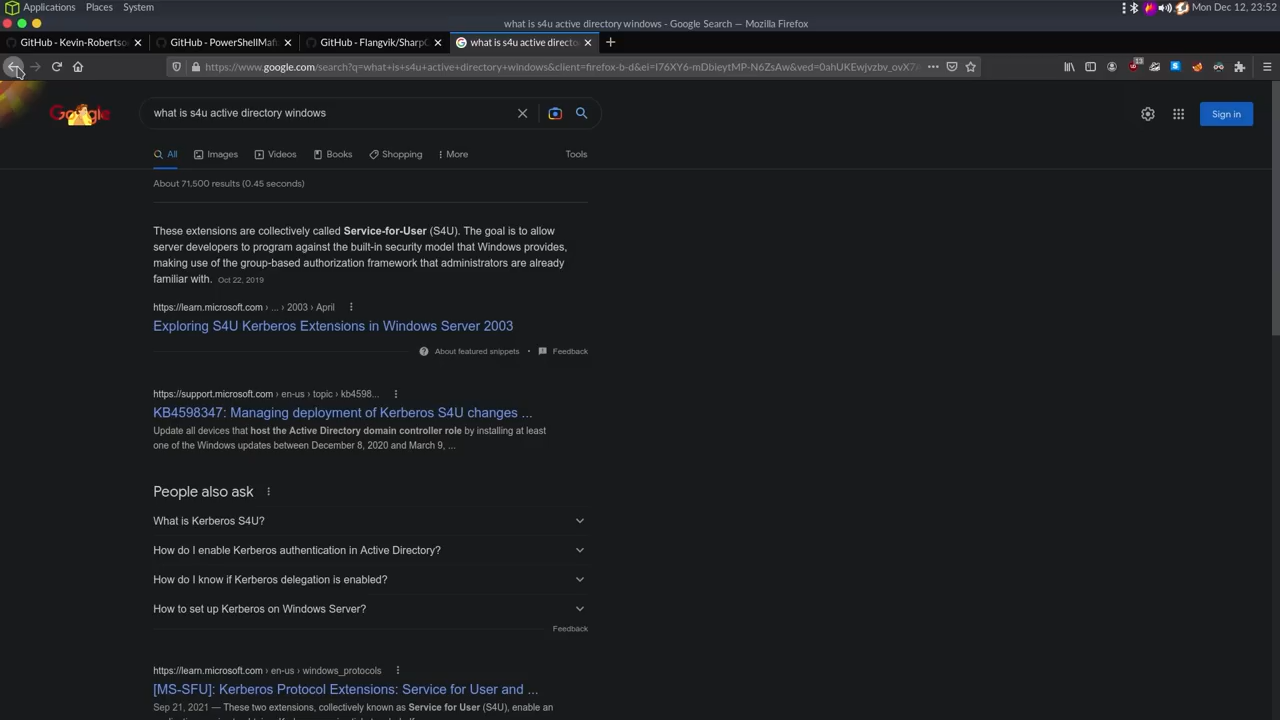 Applications Places System Mon Dec 12, 23:52
what is s4u active directory windows - Google Search — Mozilla Firefox
GitHub - Kevin-Robertso GitHub - PowerShellMaf GitHub - Flangvik/SharpC what is s4u active directo
https://www.google.com/search?q=what+is+s4u+active+directory+windows&client=firefox-b-d&ei=
Google what is s4u active directory windows Sign in
All Images Videos Books Shopping More Tools
About 71,500 results (0.45 seconds)
These extensions are collectively called Service-for-User (S4U). The goal is to allow
server developers to program against the built-in security model that Windows provides,
making use of the group-based authorization framework that administrators are already
familiar with. Oct 22, 2019
https://learn.microsoft.com › ... › 2003 › April
Exploring S4U Kerberos Extensions in Windows Server 2003
About featured snippets • Feedback
https://support.microsoft.com › en-us › topic › kb4598...
KB4598347: Managing deployment of Kerberos S4U changes ...
Update all devices that host the Active Directory domain controller role by installing at least
one of the Windows updates between December 8, 2020 and March 9, ...
People also ask
What is Kerberos S4U?
How do I enable Kerberos authentication in Active Directory?
How do I know if Kerberos delegation is enabled?
How to set up Kerberos on Windows Server?
Feedback
https://learn.microsoft.com › en-us › windows_protocols
[MS-SFU]: Kerberos Protocol Extensions: Service for User and ...
Sep 21, 2021 — These two extensions, collectively known as Service for User (S4U), enable an